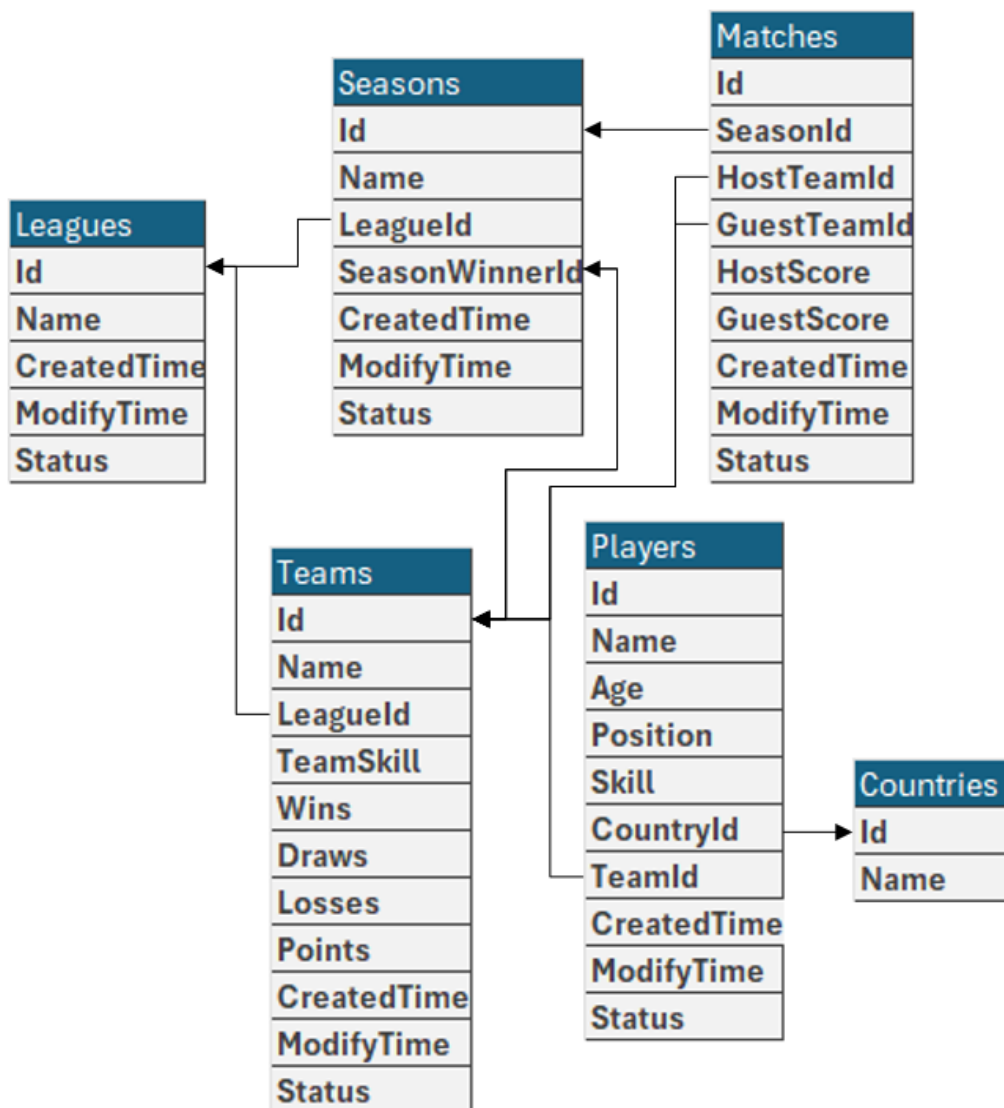 Leagues
Id
Name
CreatedTime
ModifyTime
Status
Seasons
Id
Name
LeagueId
SeasonWinnerId
CreatedTime
ModifyTime
Status
Matches
Id
SeasonId
HostTeamId
GuestTeamId
HostScore
GuestScore
CreatedTime
ModifyTime
Status
Teams
Id
Name
LeagueId
TeamSkill
Wins
Draws
Losses
Points
CreatedTime
ModifyTime
Status
Players
Id
Name
Age
Position
Skill
CountryId
TeamId
CreatedTime
ModifyTime
Status
Countries
Id
Name